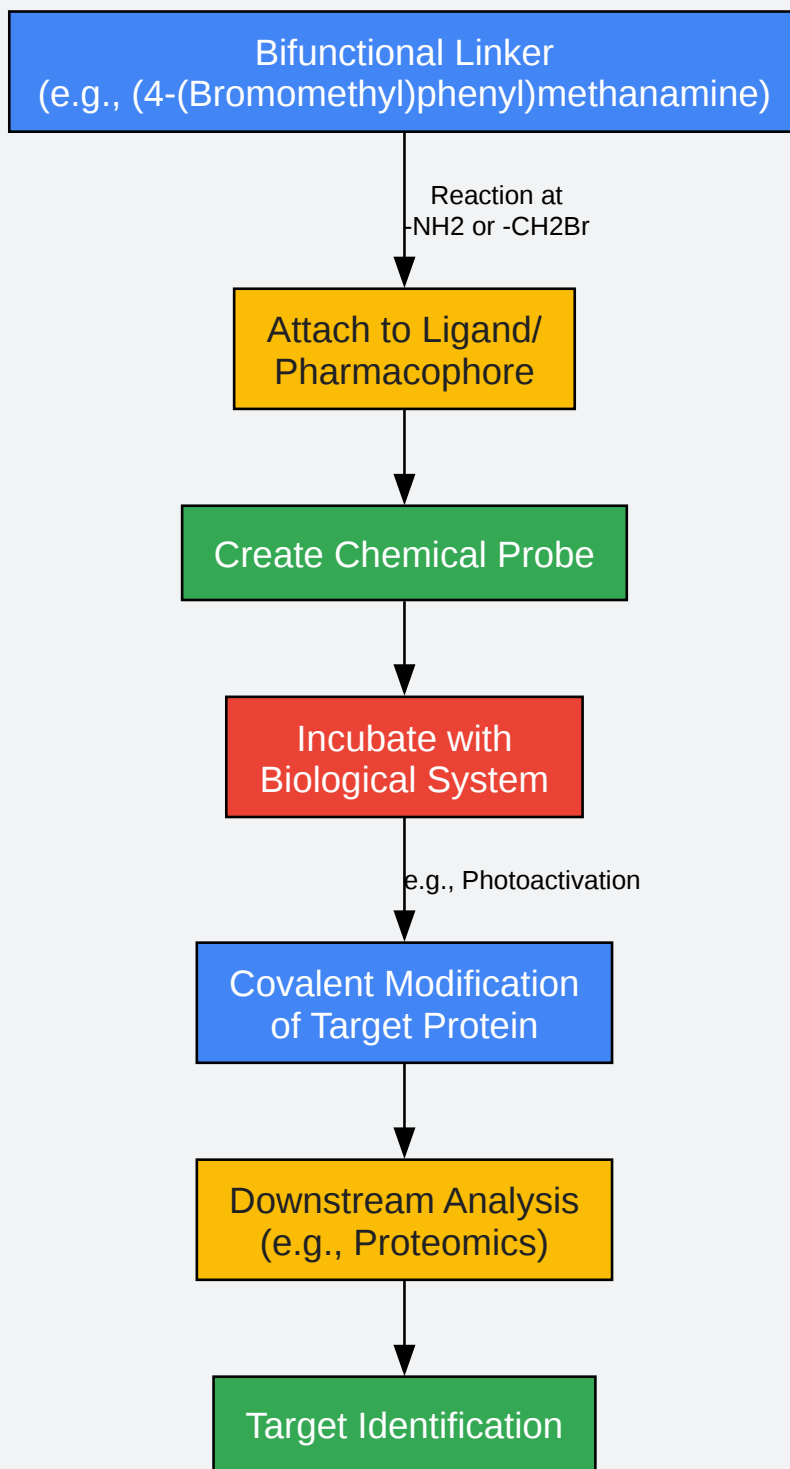 Bifunctional Linker
(e.g., (4-(Bromomethyl)phenyl)methanamine)
Reaction at
-NH2 or -CH2Br
Attach to Ligand/
Pharmacophore
Create Chemical Probe
Incubate with
Biological System
e.g., Photoactivation
Covalent Modification
of Target Protein
Downstream Analysis
(e.g., Proteomics)
Target Identification